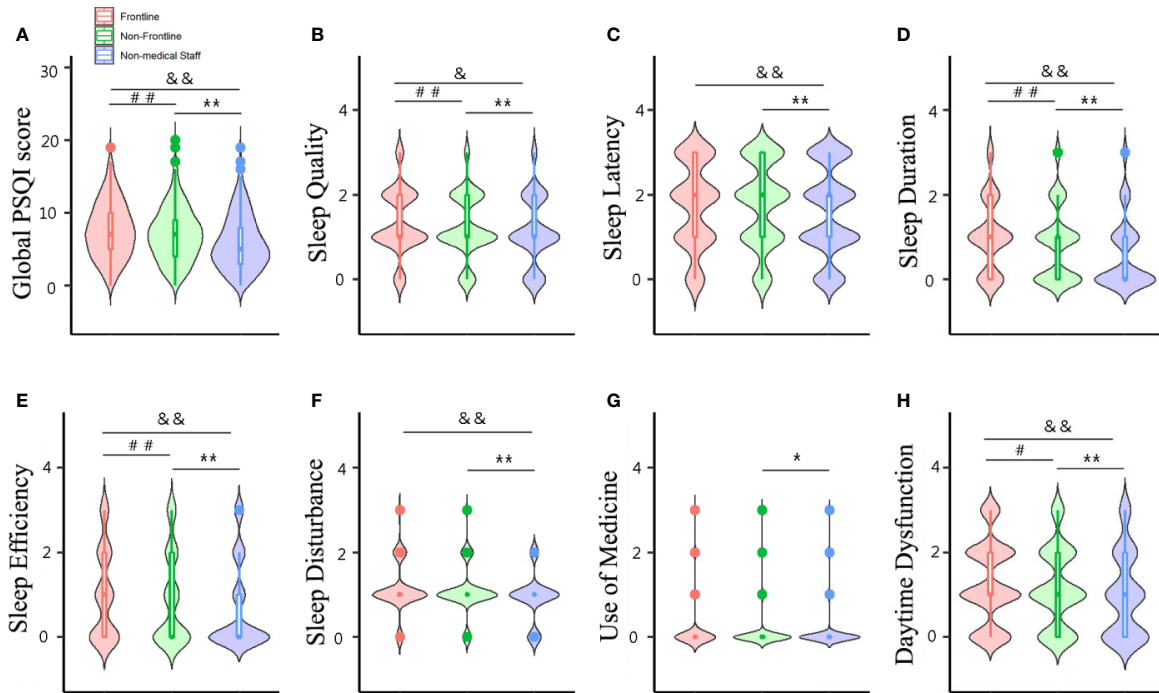 Frontline
Non-Frontline
Non-medical Staff
A
Global PSQI score
30
20
10
0
& &
# #
**
B
Sleep Quality
4
2
0
&
# #
**
C
Sleep Latency
4
2
0
& &
**
D
Sleep Duration
4
2
0
& &
# #
**
E
Sleep Efficiency
4
2
0
& &
# #
**
F
Sleep Disturbance
4
2
0
& &
**
G
Use of Medicine
4
2
0
*
H
Daytime Dysfunction
4
2
0
& &
#
**